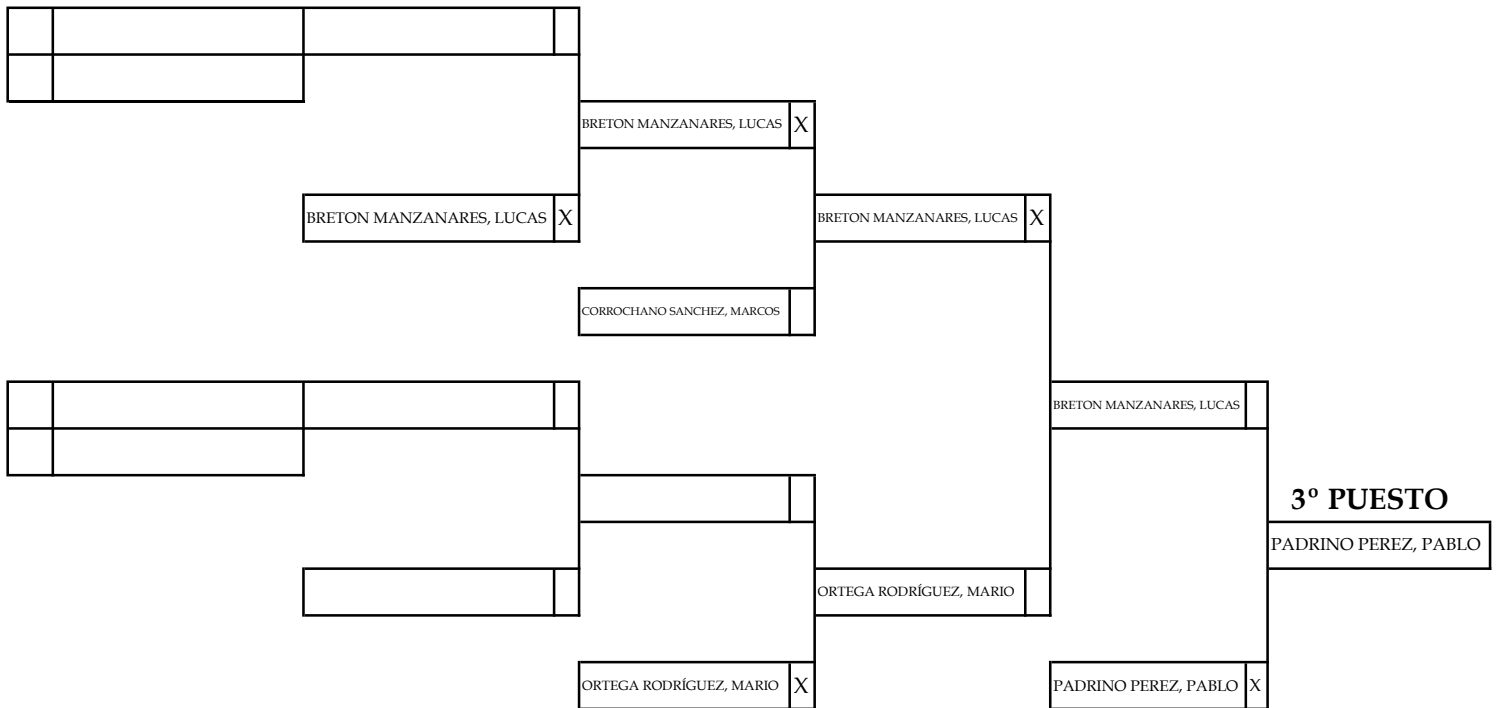 BRETON MANZANARES, LUCAS X
BRETON MANZANARES, LUCAS X
BRETON MANZANARES, LUCAS X
CORROCHANO SANCHEZ, MARCOS
BRETON MANZANARES, LUCAS
3º PUESTO
PADRINO PEREZ, PABLO
ORTEGA RODRÍGUEZ, MARIO
ORTEGA RODRÍGUEZ, MARIO X
PADRINO PEREZ, PABLO X